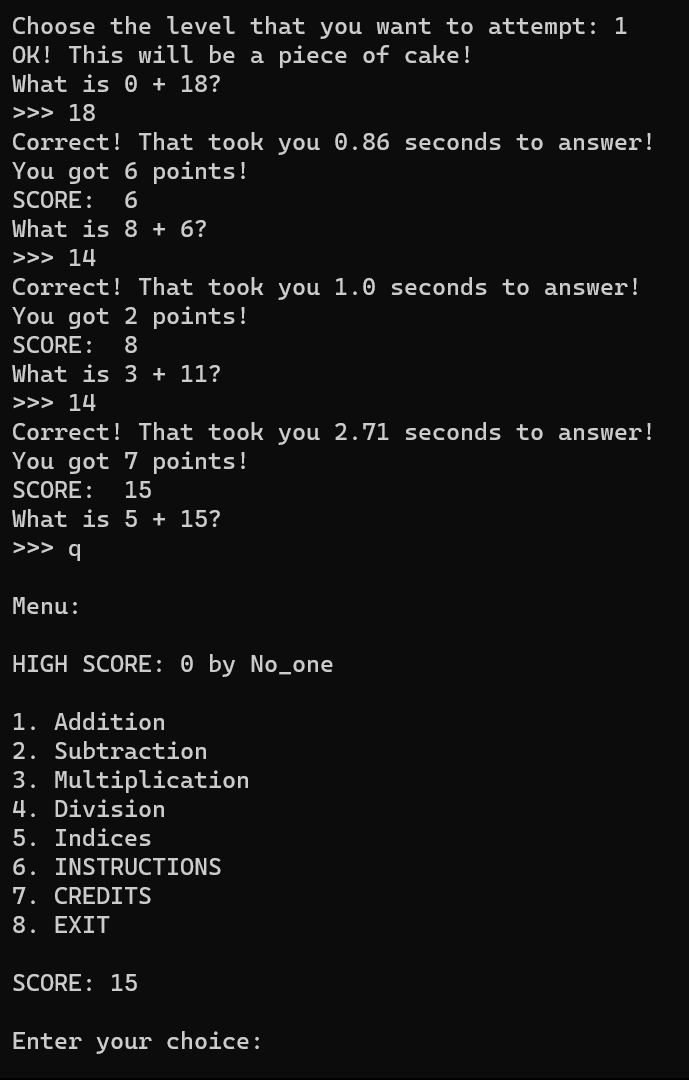 Choose the level that you want to attempt: 1
OK! This will be a piece of cake!
What is 0 + 18?
>>> 18
Correct! That took you 0.86 seconds to answer!
You got 6 points!
SCORE:  6
What is 8 + 6?
>>> 14
Correct! That took you 1.0 seconds to answer!
You got 2 points!
SCORE:  8
What is 3 + 11?
>>> 14
Correct! That took you 2.71 seconds to answer!
You got 7 points!
SCORE:  15
What is 5 + 15?
>>> q
Menu:
HIGH SCORE: 0 by No_one
1. Addition
2. Subtraction
3. Multiplication
4. Division
5. Indices
6. INSTRUCTIONS
7. CREDITS
8. EXIT
SCORE: 15
Enter your choice: